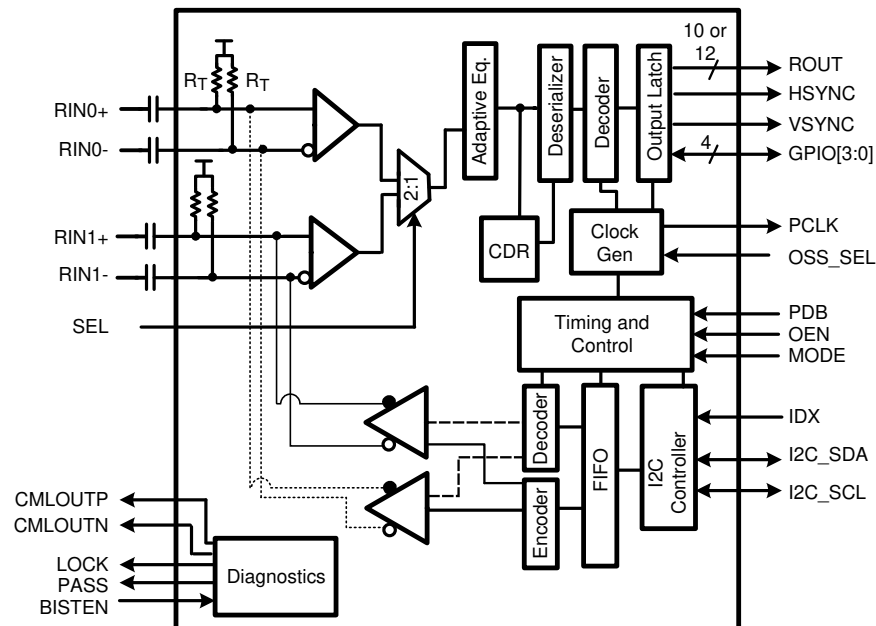 10 or
12
ROUT
HSYNC
VSYNC
4
GPIO[3:0]
RT
RT
RIN0+
RIN0-
RIN1+
RIN1-
SEL
2:1
Adaptive Eq.
Deserializer
Decoder
Output Latch
CDR
Clock
Gen
PCLK
OSS_SEL
Timing and
Control
PDB
OEN
MODE
Decoder
Encoder
FIFO
I2C
Controller
IDX
I2C_SDA
I2C_SCL
CMLOUTP
CMLOUTN
LOCK
PASS
BISTEN
Diagnostics